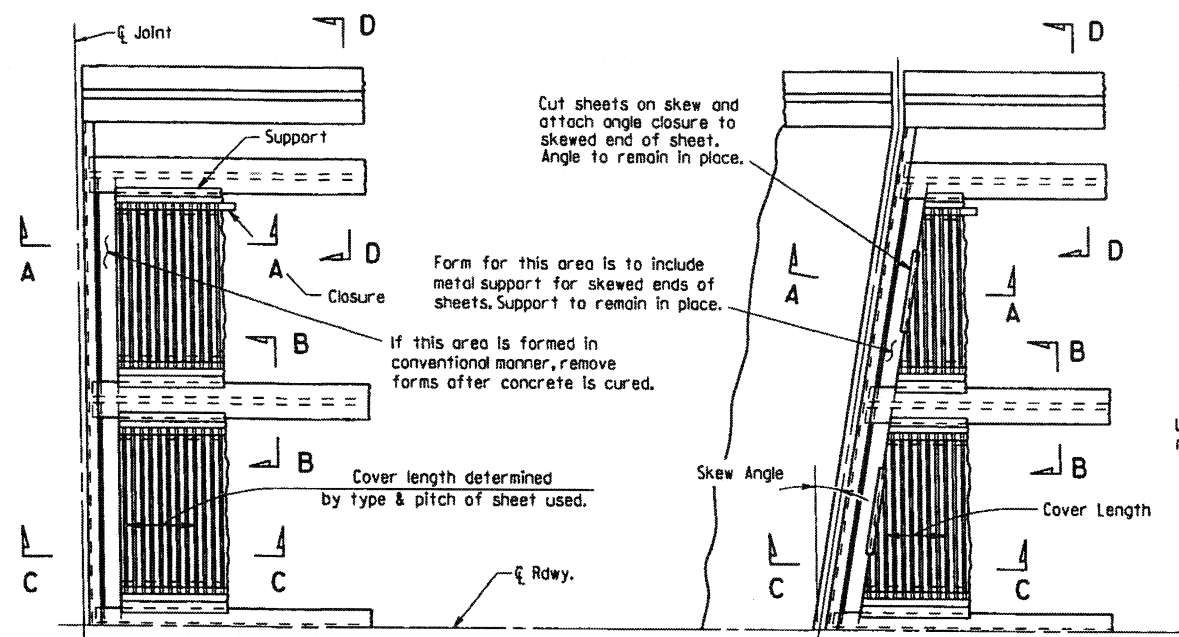 ℄ Joint
D
D
Support
Cut sheets on skew and
attach angle closure to
skewed end of sheet.
Angle to remain in place.
A
A
D
Closure
Form for this area is to include
metal support for skewed ends of
sheets. Support to remain in place.
A
A
D
If this area is formed in
conventional manner, remove
forms after concrete is cured.
B
B
B
B
Cover length determined
by type & pitch of sheet used.
Skew Angle
Cover Length
C
C
C
C
℄ Rdwy.